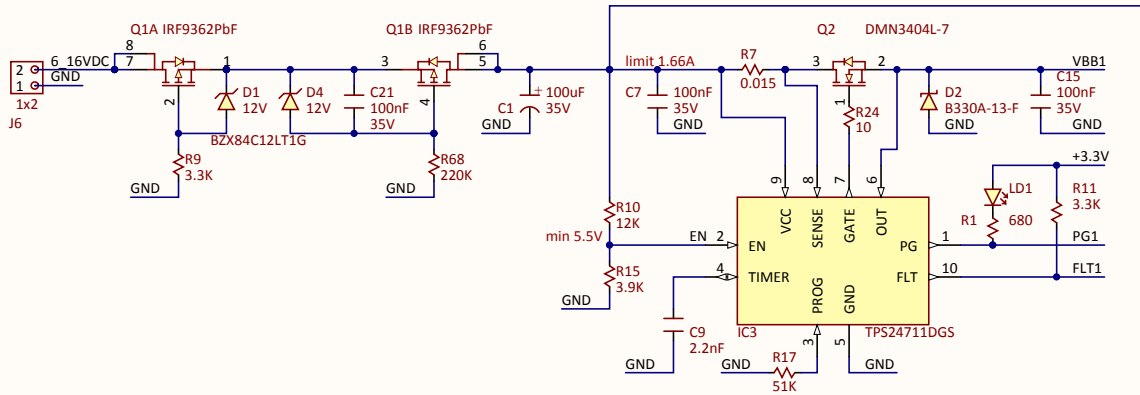 Q1A IRF9362PbF
Q1B IRF9362PbF
Q2 DMN3404L-7
8
7
1
2
3
4
6
5
6_16VDC
GND
2
1
1x2
J6
D1
12V
D4
12V
BZX84C12LT1G
C21
100nF
35V
R9
3.3K
GND
R68
220K
GND
C1
+
100uF
35V
GND
limit 1.66A
C7
100nF
35V
GND
R7
0.015
3
2
1
R24
10
VBB1
D2
B330A-13-F
GND
C15
100nF
35V
GND
+3.3V
LD1
R1 680
R11
3.3K
R10
12K
min 5.5V
R15
3.9K
GND
EN
2
4
9
8
7
6
VCC
SENSE
GATE
OUT
EN
TIMER
PROG
GND
PG
FLT
1
10
PG1
FLT1
3
5
IC3
TPS24711DGS
C9
2.2nF
GND
GND
R17
51K
GND